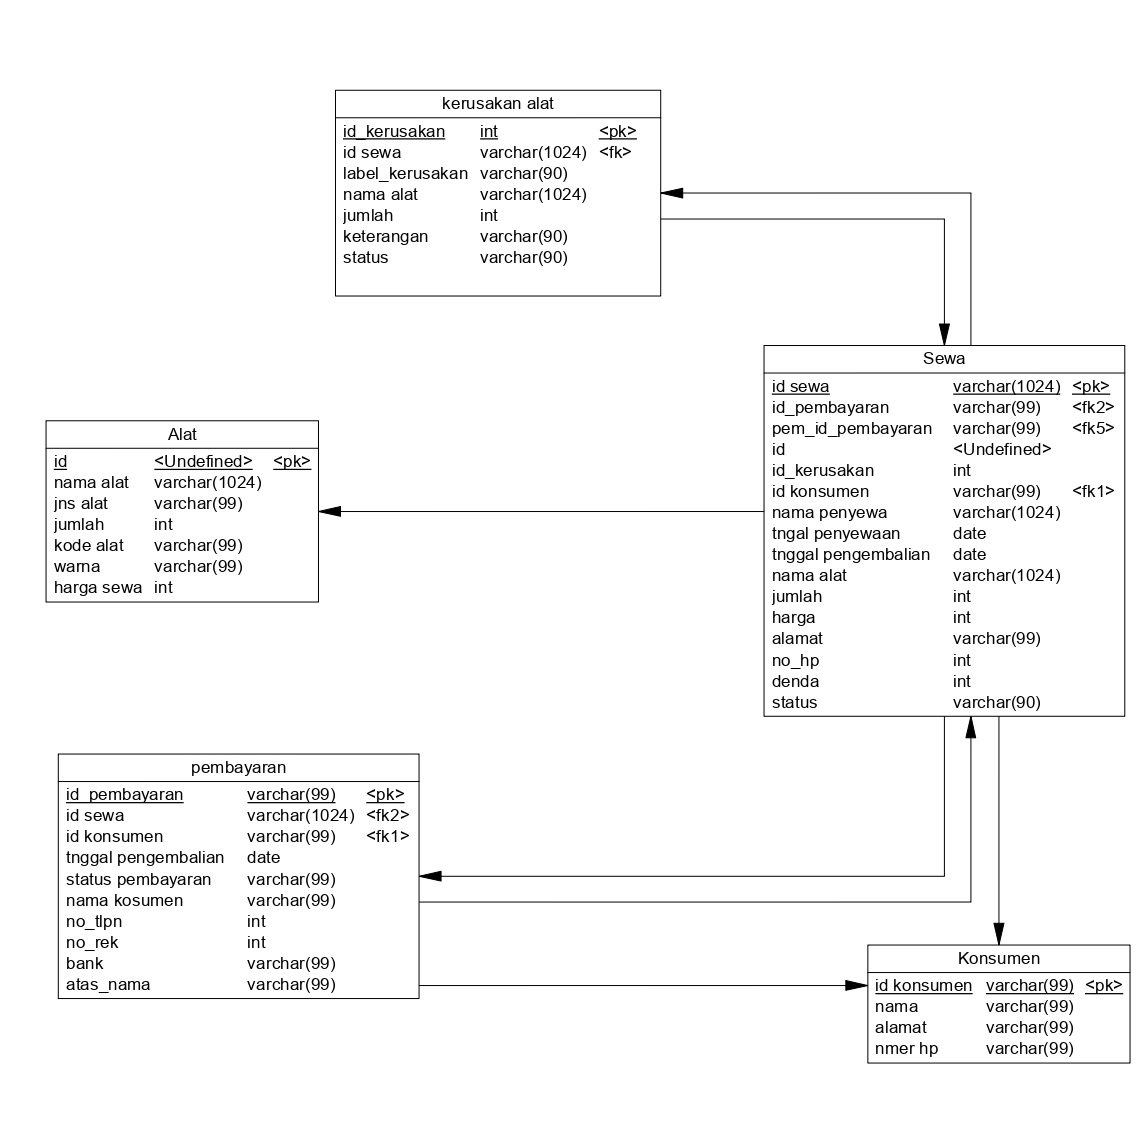 kerusakan alat
id_kerusakan int <pk>
id sewa varchar(1024) <fk>
label_kerusakan varchar(90)
nama alat varchar(1024)
jumlah int
keterangan varchar(90)
status varchar(90)
Sewa
id sewa varchar(1024) <pk>
id_pembayaran varchar(99) <fk2>
pem_id_pembayaran varchar(99) <fk5>
id <Undefined>
id_kerusakan int
id konsumen varchar(99) <fk1>
nama penyewa varchar(1024)
tngal penyewaan date
tnggal pengembalian date
nama alat varchar(1024)
jumlah int
harga int
alamat varchar(99)
no_hp int
denda int
status varchar(90)
Alat
id <Undefined> <pk>
nama alat varchar(1024)
jns alat varchar(99)
jumlah int
kode alat varchar(99)
warna varchar(99)
harga sewa int
pembayaran
id_pembayaran varchar(99) <pk>
id sewa varchar(1024) <fk2>
id konsumen varchar(99) <fk1>
tnggal pengembalian date
status pembayaran varchar(99)
nama kosumen varchar(99)
no_tlpn int
no_rek int
bank varchar(99)
atas_nama varchar(99)
Konsumen
id konsumen varchar(99) <pk>
nama varchar(99)
alamat varchar(99)
nmer hp varchar(99)